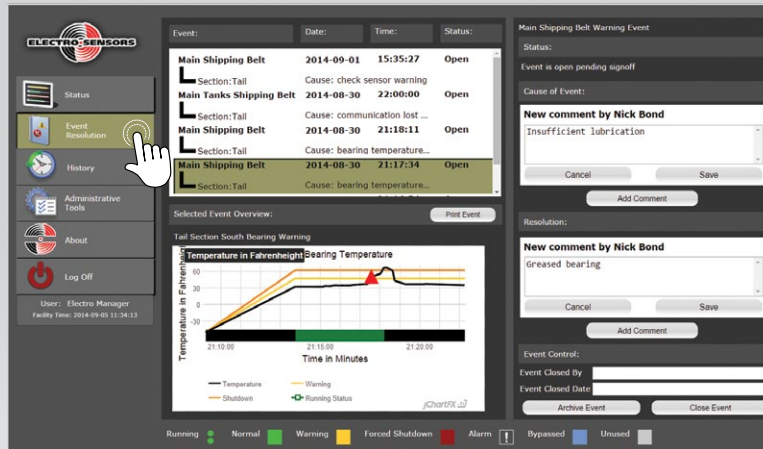 ELECTRO-SENSORS
Status
Event
Resolution
History
Administrative
Tools
About
Log Off
User: Electro Manager
Facility Time: 2014-09-05 11:34:13
Event: Date: Time: Status:
Main Shipping Belt 2014-09-01 15:35:27 Open
Section:Tail Cause: check sensor warning
Main Tanks Shipping Belt 2014-08-30 22:00:00 Open
Section:Tail Cause: communication lost ...
Main Shipping Belt 2014-08-30 21:18:11 Open
Section:Tail Cause: bearing temperature...
Main Shipping Belt 2014-08-30 21:17:34 Open
Section:Tail Cause: bearing temperature...
Selected Event Overview: Print Event
Tail Section South Bearing Warning
Temperature in Fahrenheit Bearing Temperature
Temperature in Fahrenheit
60
30
0
-30
21:10:00 21:15:00 21:20:00
Time in Minutes
Temperature Warning
Shutdown Running Status
jChartFX
Main Shipping Belt Warning Event
Status:
Event is open pending signoff
Cause of Event:
New comment by Nick Bond
Insufficient lubrication
Cancel Save
Add Comment
Resolution:
New comment by Nick Bond
Greased bearing
Cancel Save
Add Comment
Event Control:
Event Closed By
Event Closed Date
Archive Event Close Event
Running Normal Warning Forced Shutdown Alarm ! Bypassed Unused